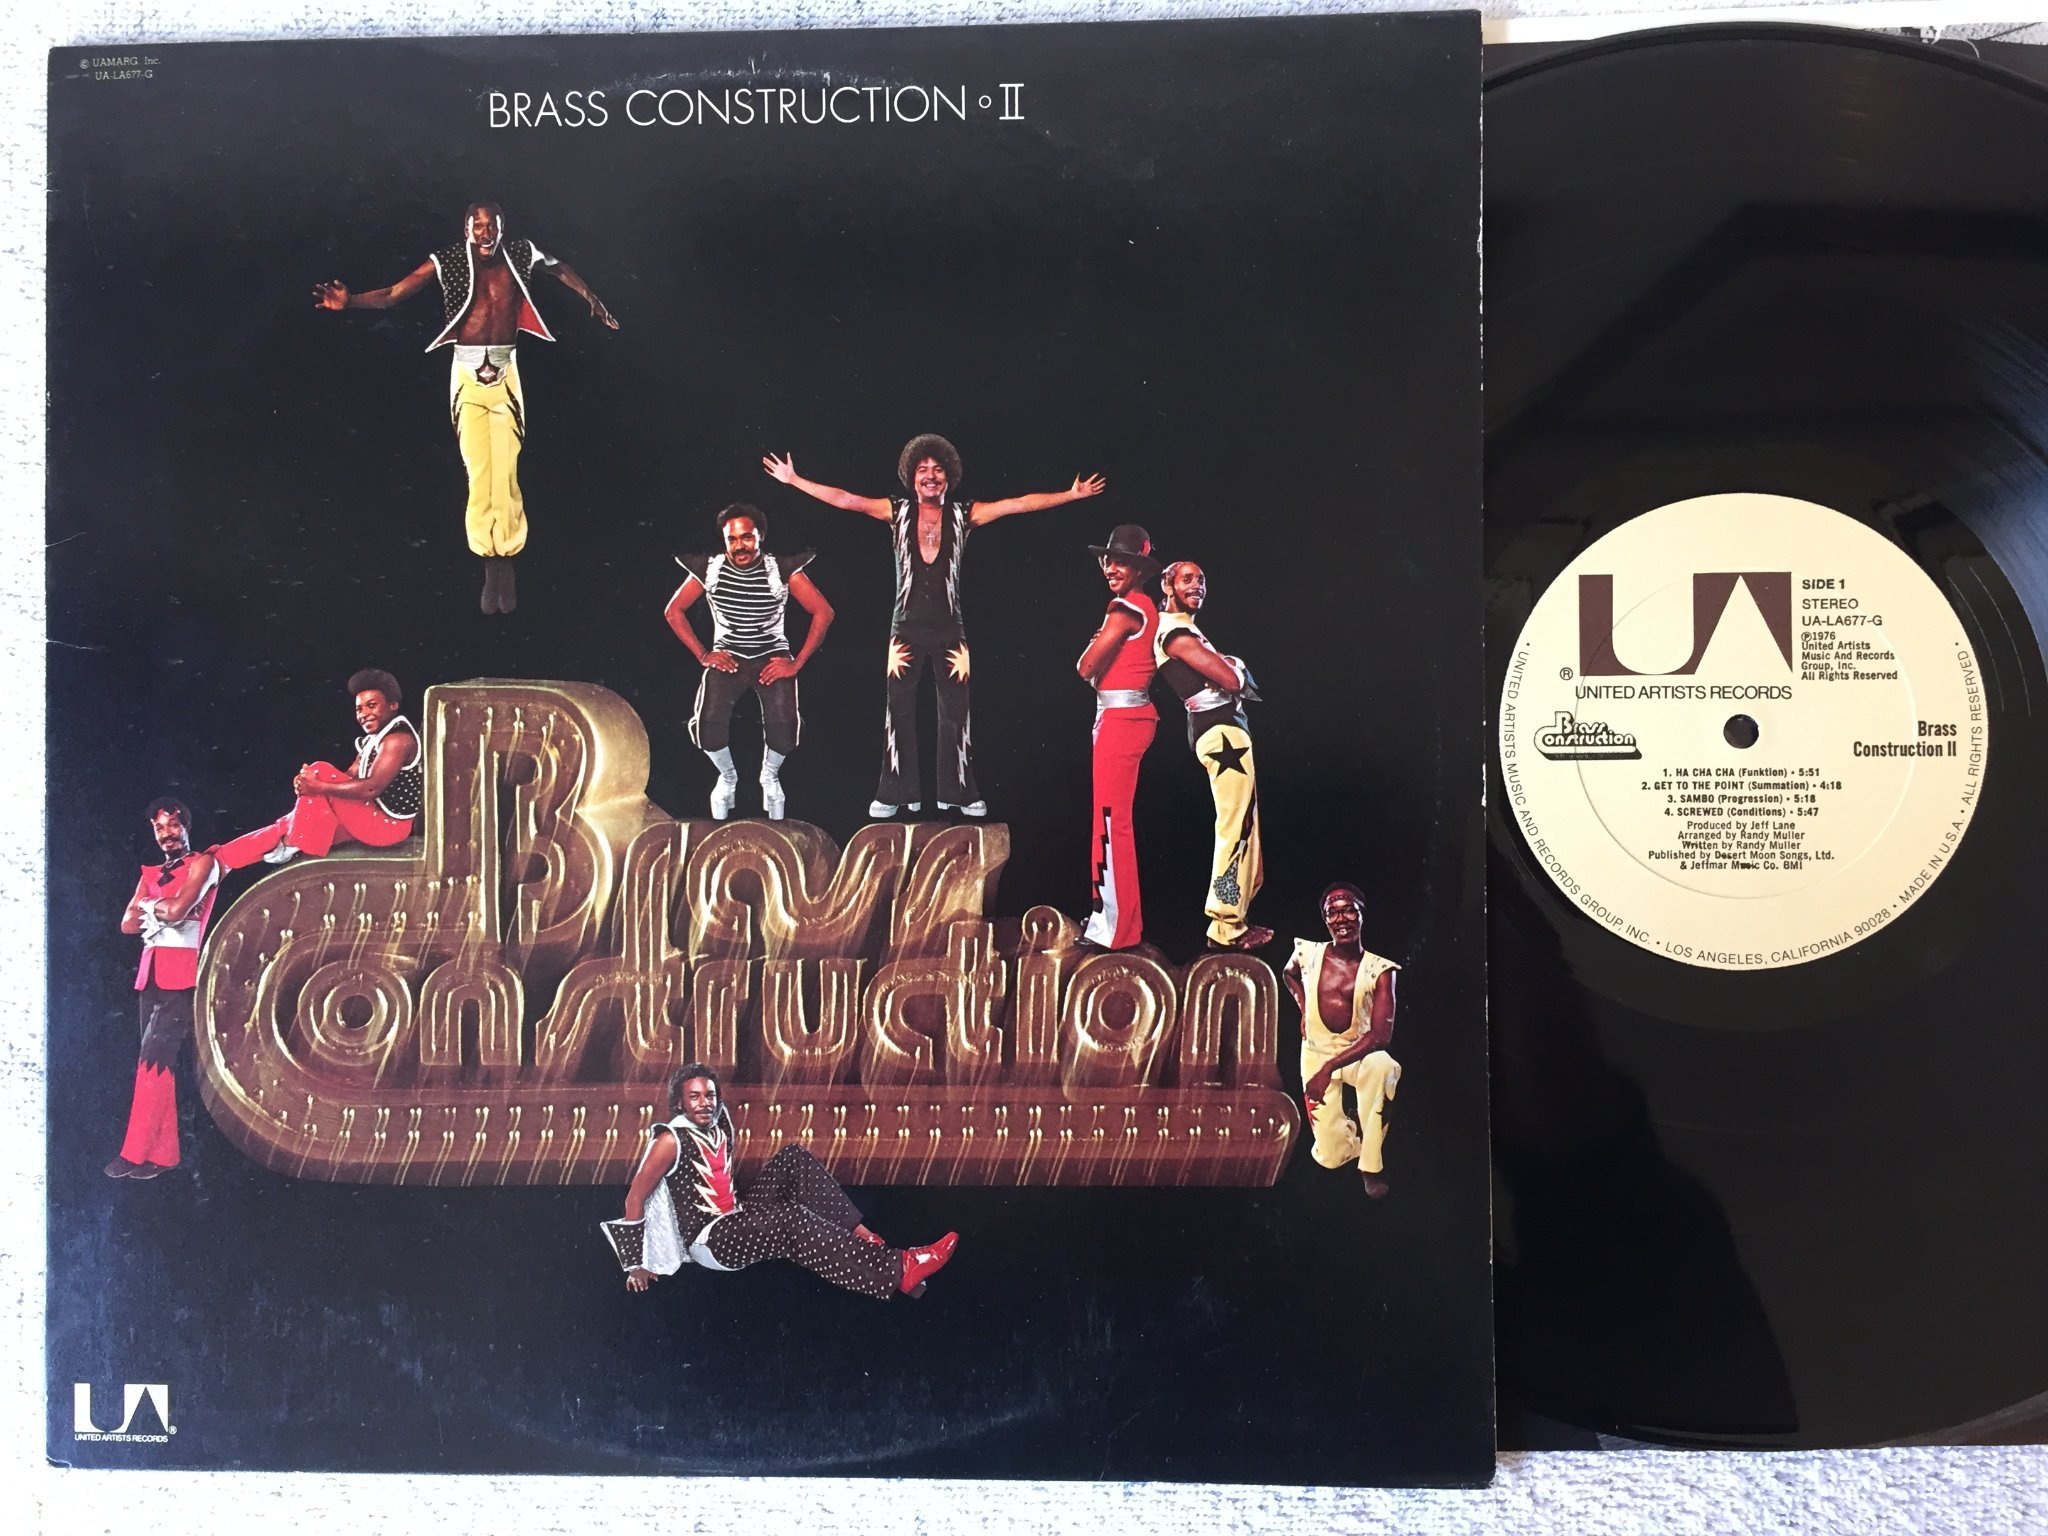 © UAMARG. Inc.
UA-LA677-G
BRASS CONSTRUCTION ° II
Brass
Construction
UA
UNITED ARTISTS RECORDS ®
UA
® UNITED ARTISTS RECORDS
SIDE 1
STEREO
UA-LA677-G
Ⓟ1976
United Artists
Music And Records
Group, Inc.
All Rights Reserved
Brass
Construction
Brass
Construction II
1. HA CHA CHA (Funktion) • 5:51
2. GET TO THE POINT (Summation) • 4:18
3. SAMBO (Progression) • 5:18
4. SCREWED (Conditions) • 5:47
Produced by Jeff Lane
Arranged by Randy Muller
Written by Randy Muller
Published by Desert Moon Songs, Ltd.
& Jeffmar Music Co. BMI
• UNITED ARTISTS MUSIC AND RECORDS GROUP, INC. • LOS ANGELES, CALIFORNIA 90028 • MADE IN U.S.A. • ALL RIGHTS RESERVED •